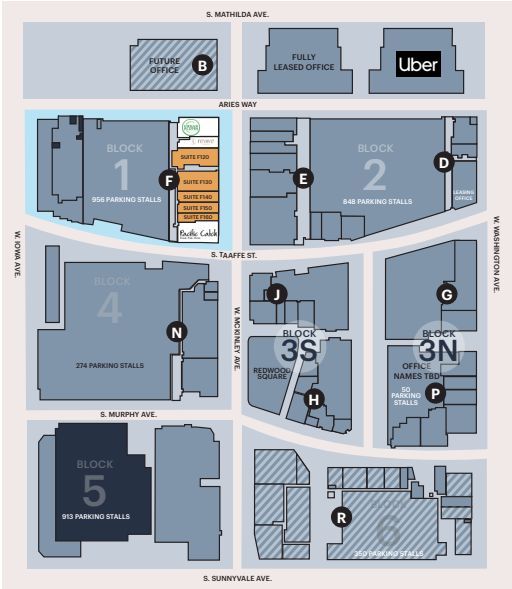 S. MATHILDA AVE.
FUTURE
OFFICE
B
FULLY
LEASED OFFICE
Uber
ARIES WAY
BLOCK
1
956 PARKING STALLS
F
SUITE F120
SUITE F130
SUITE F140
SUITE F150
SUITE F160
Pacific Catch
E
BLOCK
2
848 PARKING STALLS
D
LEASING
OFFICE
W. IOWA AVE.
W. WASHINGTON AVE.
S. TAAFFE ST.
BLOCK
4
274 PARKING STALLS
N
W. MCKINLEY AVE.
J
BLOCK
3S
REDWOOD
SQUARE
H
G
BLOCK
3N
OFFICE
NAMES TBD
50
PARKING
STALLS
P
S. MURPHY AVE.
BLOCK
5
913 PARKING STALLS
R
BLOCK
6
350 PARKING STALLS
S. SUNNYVALE AVE.